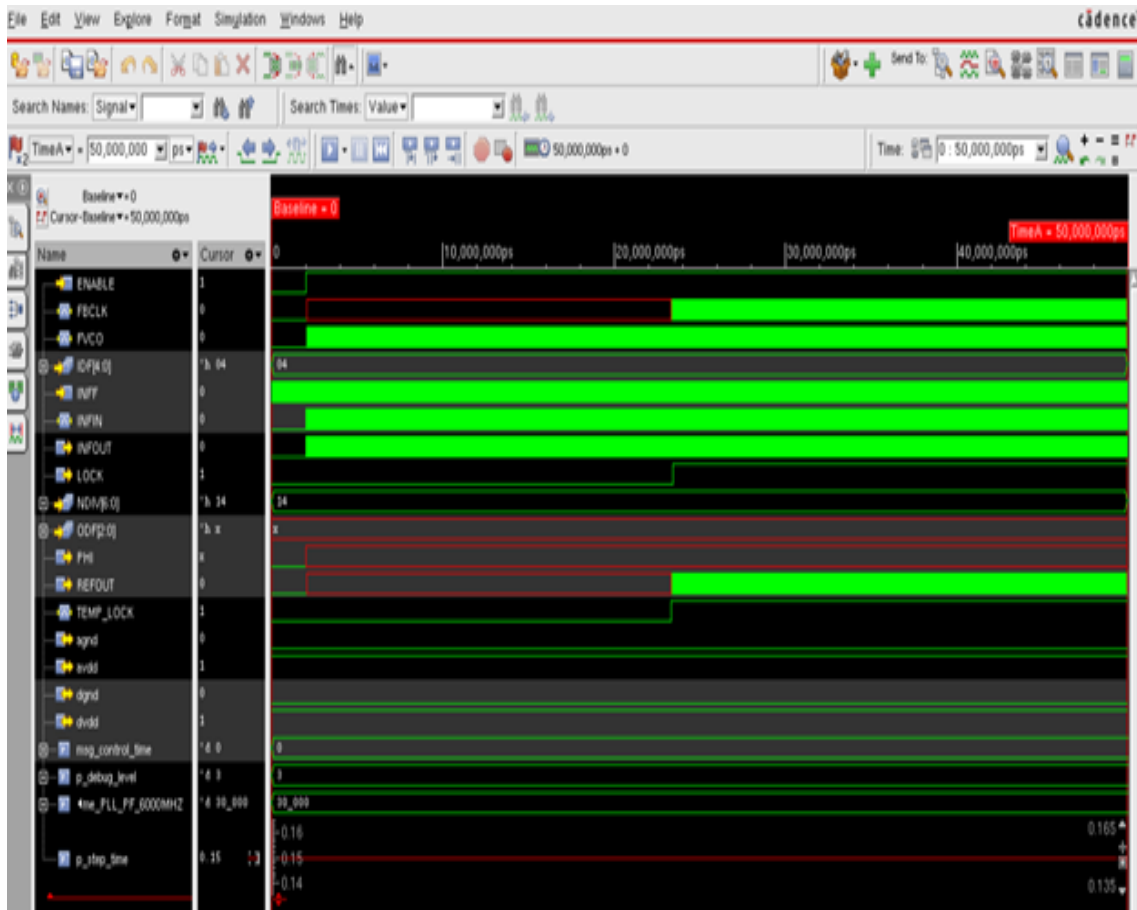 File Edit View Explore Format Simulation Windows Help cādence
Send To:
Search Names: Signal Search Times: Value
x2 TimeA = 50,000,000 ps 50,000,000ps + 0 Time: 0 : 50,000,000ps
Baseline = 0
Cursor-Baseline = 50,000,000ps
Baseline = 0
TimeA = 50,000,000ps
Name Cursor 0 10,000,000ps 20,000,000ps 30,000,000ps 40,000,000ps
ENABLE 1
FBCLK 0
FVCO 0
IDF[4:0] 'h 04 04
INFF 0
INFIN 0
INFOUT 0
LOCK 1
NDIV[6:0] 'h 14 14
ODF[2:0] 'h x x
PHI x
REFOUT 0
TEMP_LOCK 1
agnd 0
avdd 1
dgnd 0
dvdd 1
msg_control_time 'd 0 0
p_debug_level 'd 3 3
me_PLL_PF_6000MHZ 'd 30_000 30_000
0.16 0.165
p_step_time 0.15 0.15
0.14 0.135